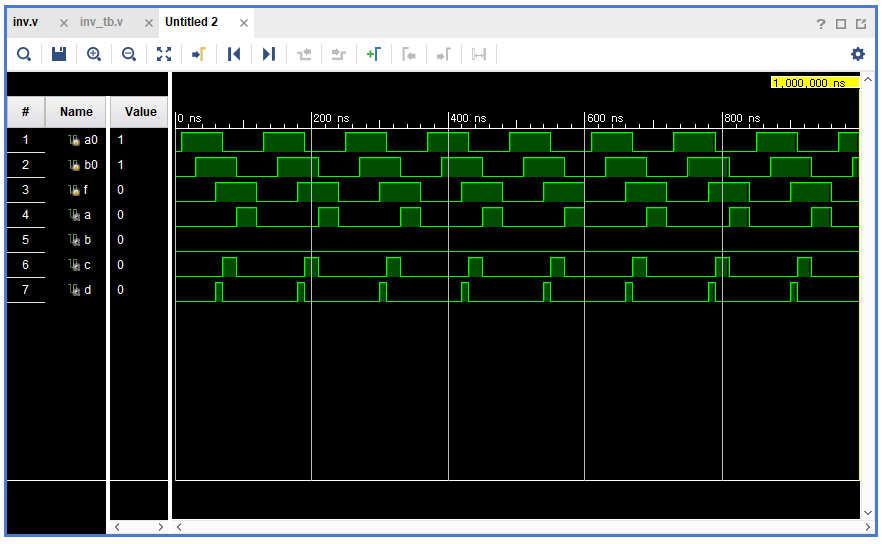 inv.v × inv_tb.v × Untitled 2 ×
?
1,000,000 ns
# Name Value
0 ns 200 ns 400 ns 600 ns 800 ns
1 a0 1
2 b0 1
3 f 0
4 a 0
5 b 0
6 c 0
7 d 0